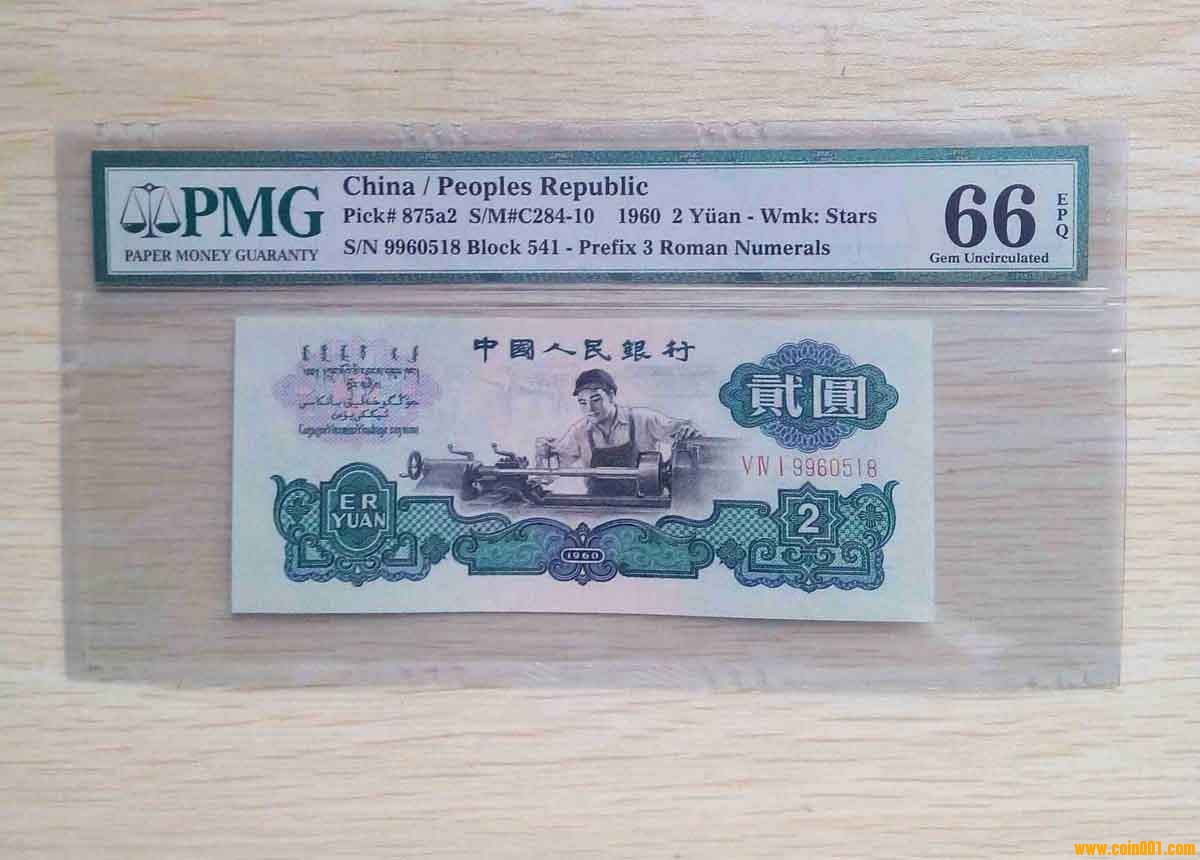 PMG
PAPER MONEY GUARANTY
China / Peoples Republic
Pick# 875a2 S/M#C284-10 1960 2 Yüan - Wmk: Stars
S/N 9960518 Block 541 - Prefix 3 Roman Numerals
66
EPQ
Gem Uncirculated
中國人民銀行
貳圓
V IV I 9960518
ER
YUAN
1960
2
www.coin001.com